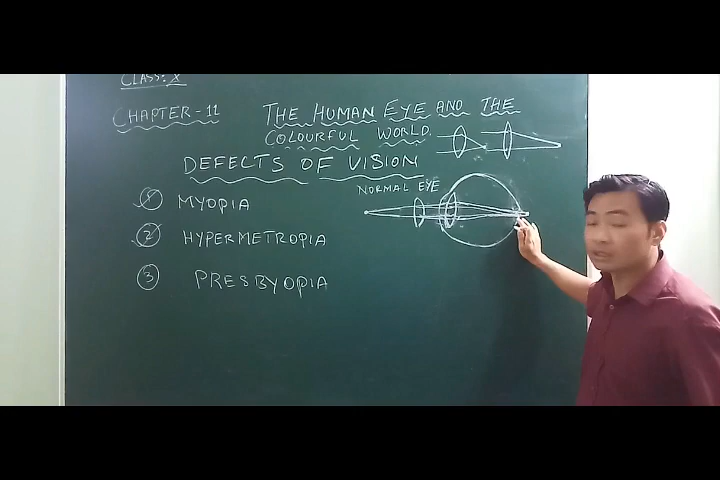 CLASS: X
CHAPTER-11 THE HUMAN EYE AND THE
COLOURFUL WORLD.
DEFECTS OF VISION
NORMAL EYE
① MYOPIA
② HYPERMETROPIA
③ PRESBYOPIA